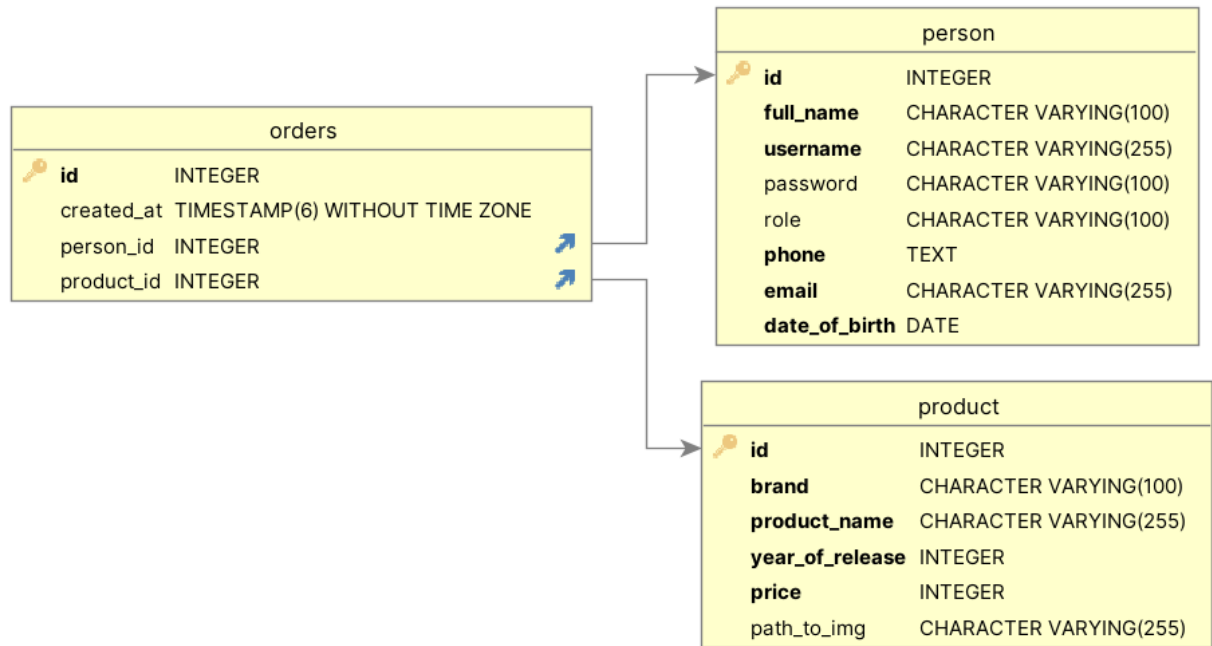 orders
id INTEGER
created_at TIMESTAMP(6) WITHOUT TIME ZONE
person_id INTEGER
product_id INTEGER
person
id INTEGER
full_name CHARACTER VARYING(100)
username CHARACTER VARYING(255)
password CHARACTER VARYING(100)
role CHARACTER VARYING(100)
phone TEXT
email CHARACTER VARYING(255)
date_of_birth DATE
product
id INTEGER
brand CHARACTER VARYING(100)
product_name CHARACTER VARYING(255)
year_of_release INTEGER
price INTEGER
path_to_img CHARACTER VARYING(255)